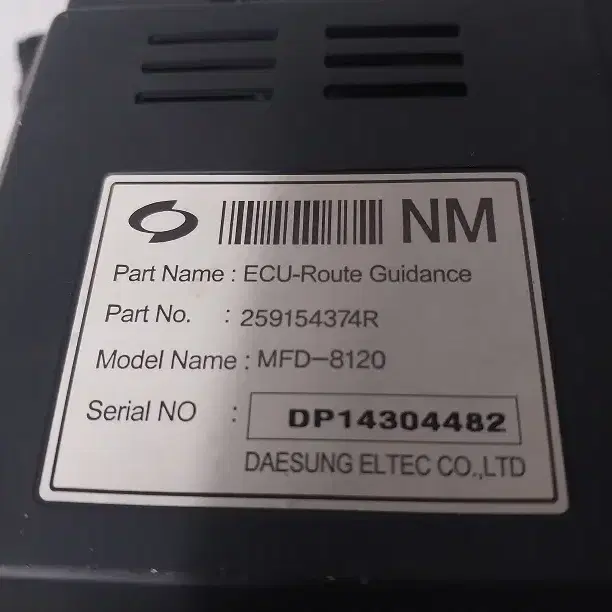 NM
Part Name : ECU-Route Guidance
Part No. : 259154374R
Model Name : MFD-8120
Serial NO : DP14304482
DAESUNG ELTEC CO.,LTD